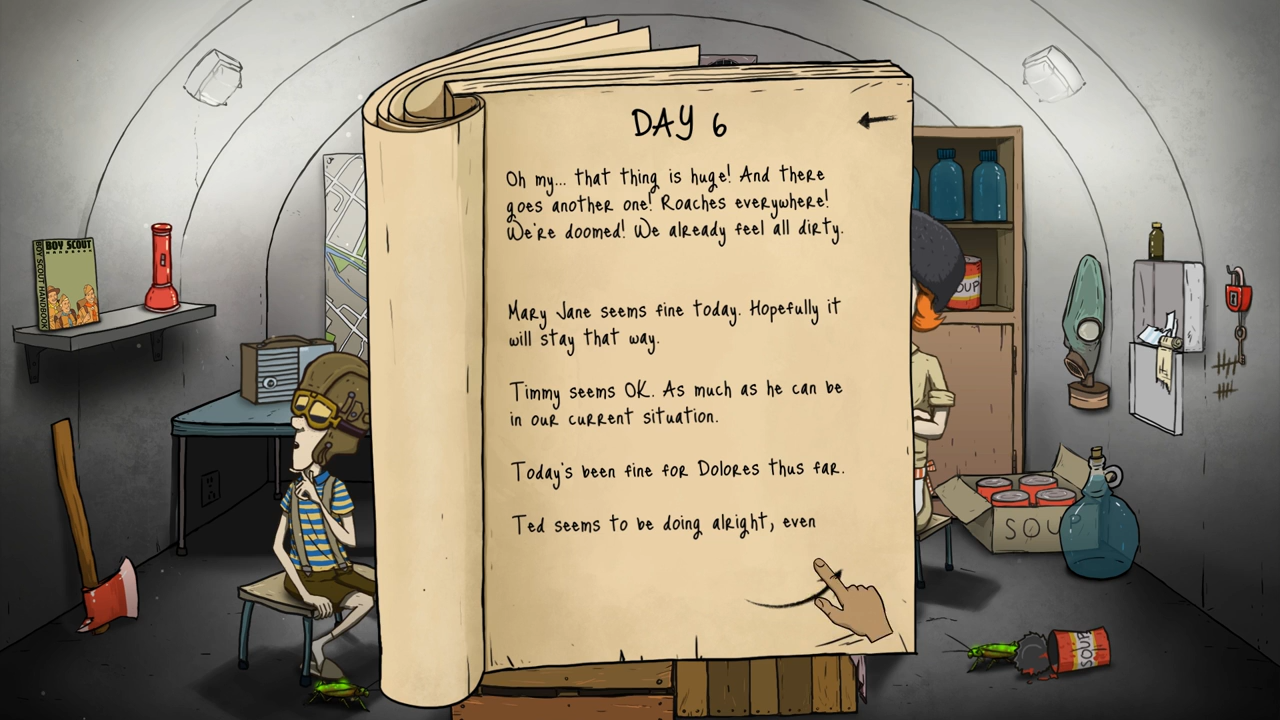 DAY 6
Oh my... that thing is huge! And there
goes another one! Roaches everywhere!
We're doomed! We already feel all dirty.
Mary Jane seems fine today. Hopefully it
will stay that way.
Timmy seems OK. As much as he can be
in our current situation.
Today's been fine for Dolores thus far.
Ted seems to be doing alright, even
BOY SCOUT
BOY SCOUT HANDBOOK
OUP
SOUP
SOUP